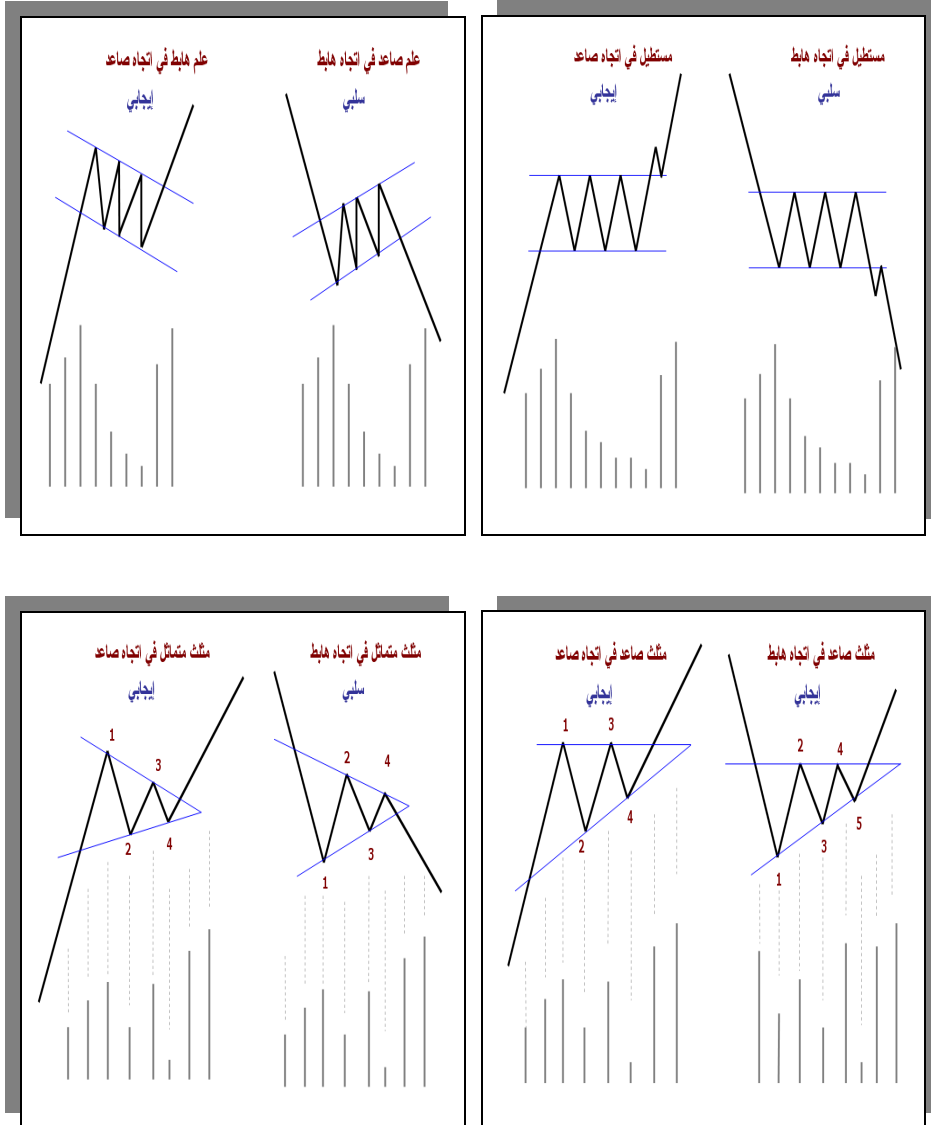 علم صاعد في اتجاه هابط
سلبي
علم هابط في اتجاه صاعد
إيجابي
مستطيل في اتجاه هابط
سلبي
مستطيل في اتجاه صاعد
إيجابي
مثلث متماثل في اتجاه هابط
سلبي
2
4
3
1
مثلث متماثل في اتجاه صاعد
إيجابي
1
3
2
4
مثلث صاعد في اتجاه هابط
إيجابي
2
4
5
3
1
مثلث صاعد في اتجاه صاعد
إيجابي
1
3
4
2